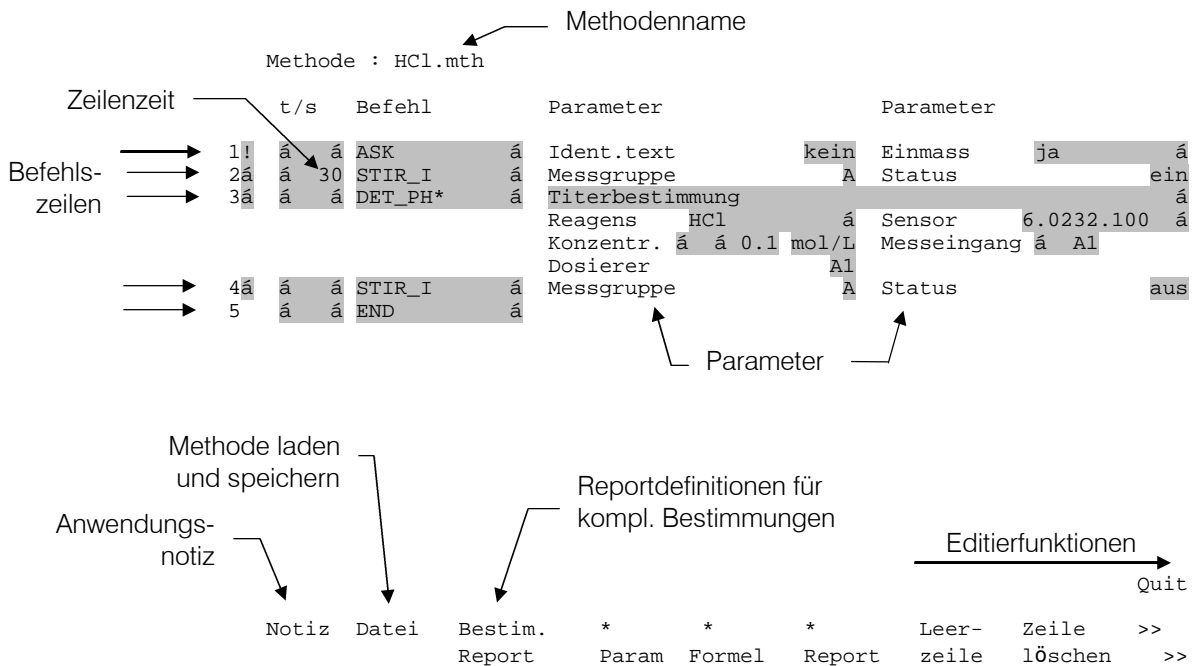 Methodenname
Methode : HCl.mth
Zeilenzeit
t/s Befehl Parameter Parameter
1! á á ASK á Ident.text kein Einmass ja á
Befehls-
zeilen
2á á 30 STIR_I Messgruppe A Status ein
3á á á DET_PH* á Titerbestimmung á
Reagens HCl á Sensor 6.0232.100 á
Konzentr. á á 0.1 mol/L Messeingang á A1
Dosierer A1
4á á á STIR_I á Messgruppe A Status aus
5 á á END á
Parameter
Methode laden
und speichern
Reportdefinitionen für
kompl. Bestimmungen
Anwendungs-
notiz
Editierfunktionen
Quit
Notiz Datei Bestim. * * * Leer- Zeile >>
Report Param Formel Report zeile löschen >>